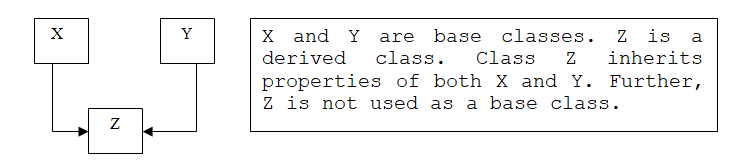 X
Y
Z
X and Y are base classes. Z is a
derived class. Class Z inherits
properties of both X and Y. Further,
Z is not used as a base class.